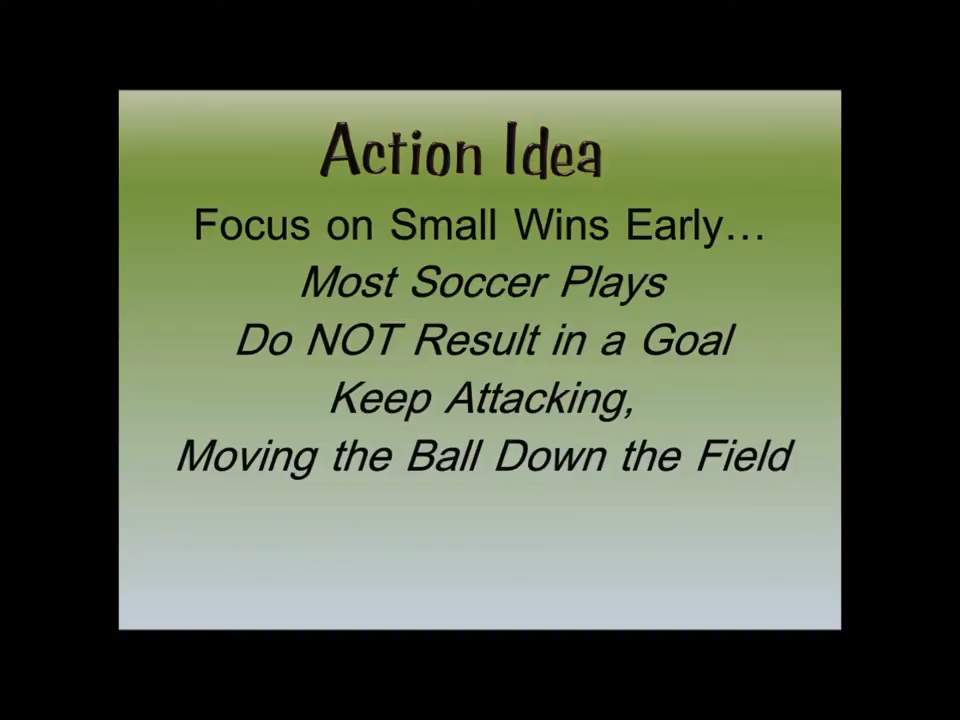 Action Idea
Focus on Small Wins Early…
Most Soccer Plays
Do NOT Result in a Goal
Keep Attacking,
Moving the Ball Down the Field